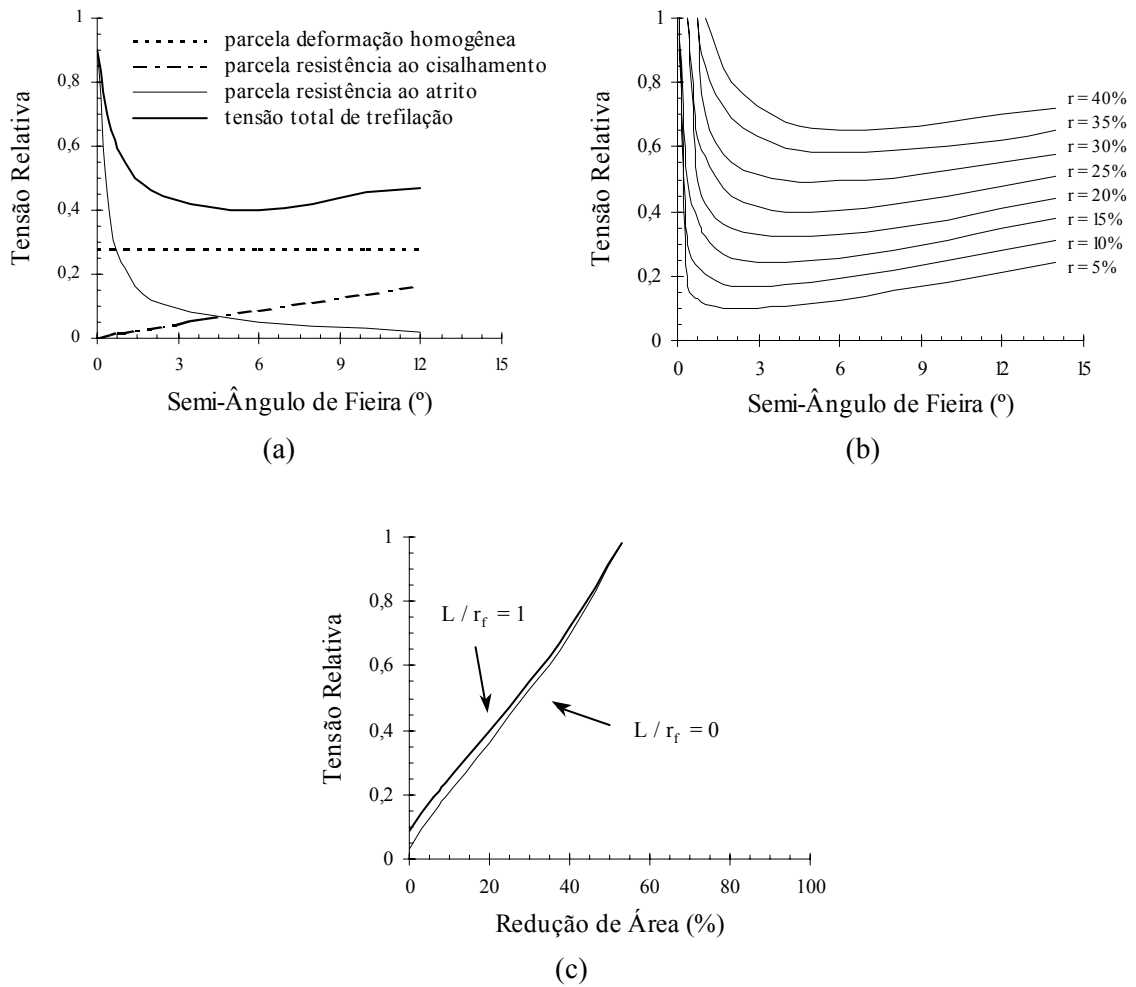 1
0,8
0,6
0,4
0,2
0
Tensão Relativa
parcela deformação homogênea
parcela resistência ao cisalhamento
parcela resistência ao atrito
tensão total de trefilação
0 3 6 9 12 15
Semi-Ângulo de Fieira (º)
(a)
1
0,8
0,6
0,4
0,2
0
Tensão Relativa
r = 40%
r = 35%
r = 30%
r = 25%
r = 20%
r = 15%
r = 10%
r = 5%
0 3 6 9 12 15
Semi-Ângulo de Fieira (º)
(b)
1
0,8
0,6
0,4
0,2
0
Tensão Relativa
L / rf = 1
L / rf = 0
0 20 40 60 80 100
Redução de Área (%)
(c)